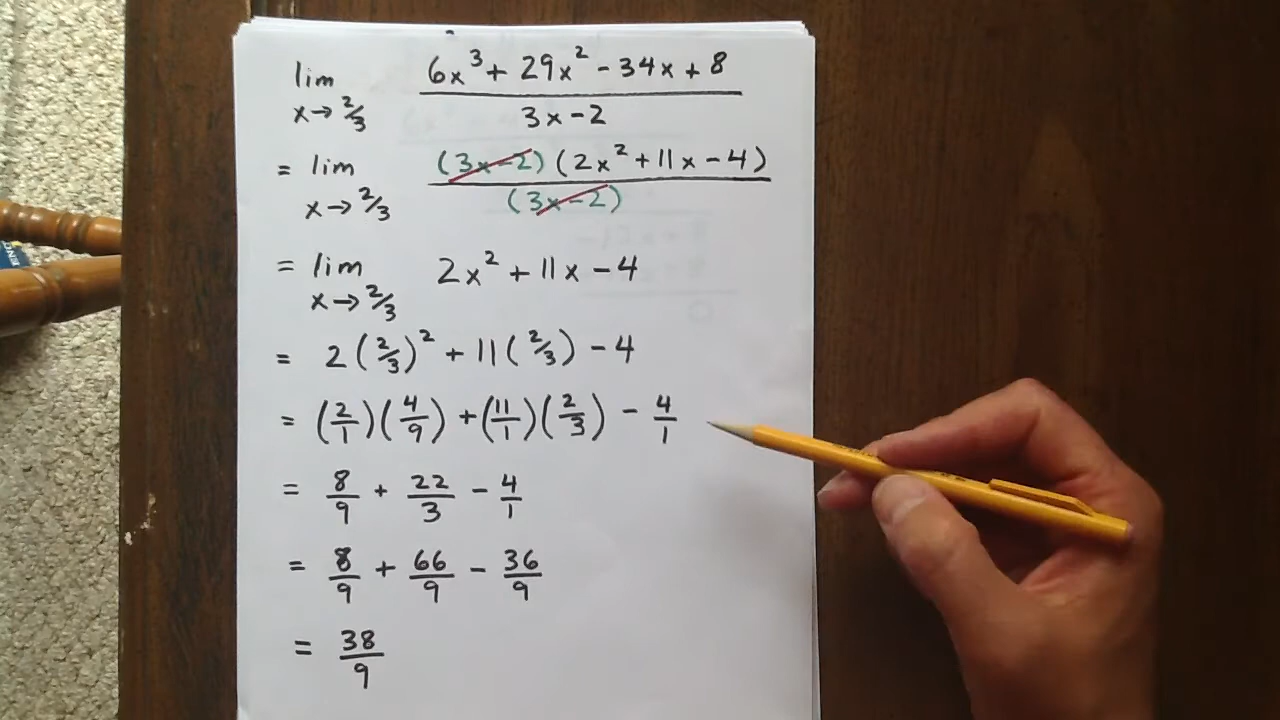 lim x→2/3 (6x³ + 29x² - 34x + 8)/(3x - 2)
= lim x→2/3 (3x-2)(2x² + 11x - 4)/(3x-2)
= lim x→2/3 2x² + 11x - 4
= 2(2/3)² + 11(2/3) - 4
= (2/1)(4/9) + (11/1)(2/3) - 4/1
= 8/9 + 22/3 - 4/1
= 8/9 + 66/9 - 36/9
= 38/9